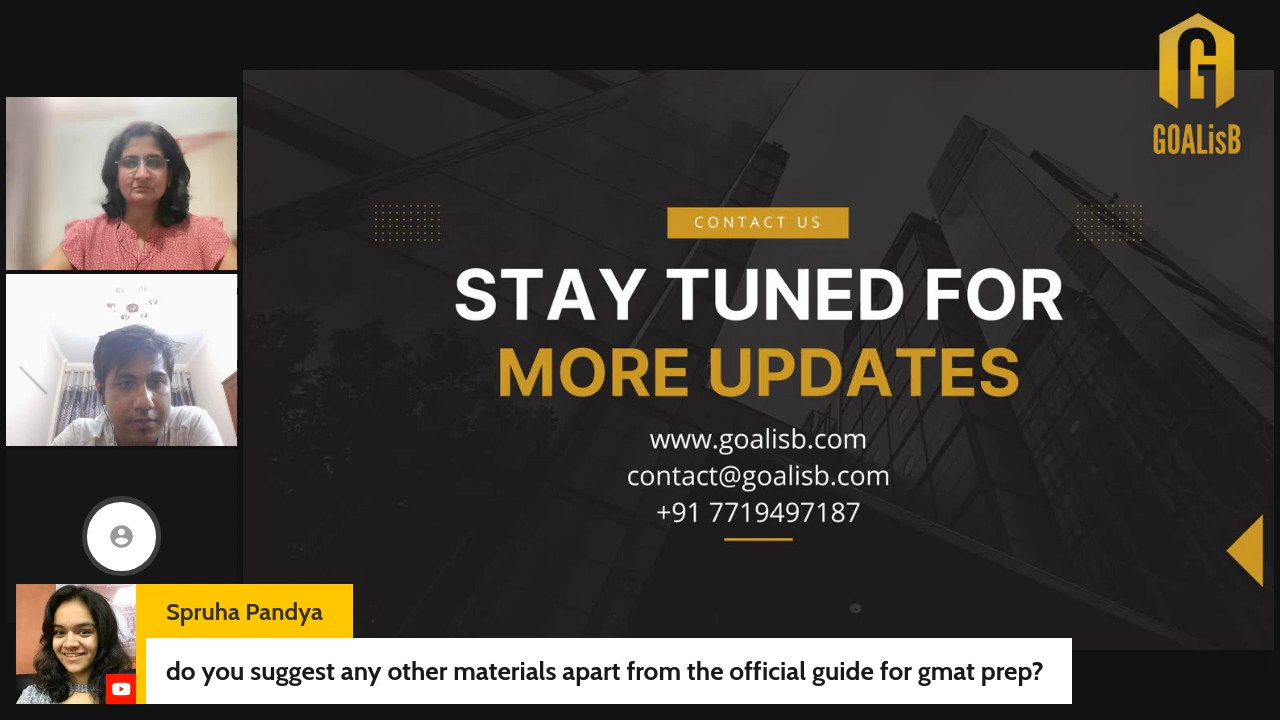 GOALisB
CONTACT US
STAY TUNED FOR
MORE UPDATES
www.goalisb.com
contact@goalisb.com
+91 7719497187
Spruha Pandya
do you suggest any other materials apart from the official guide for gmat prep?